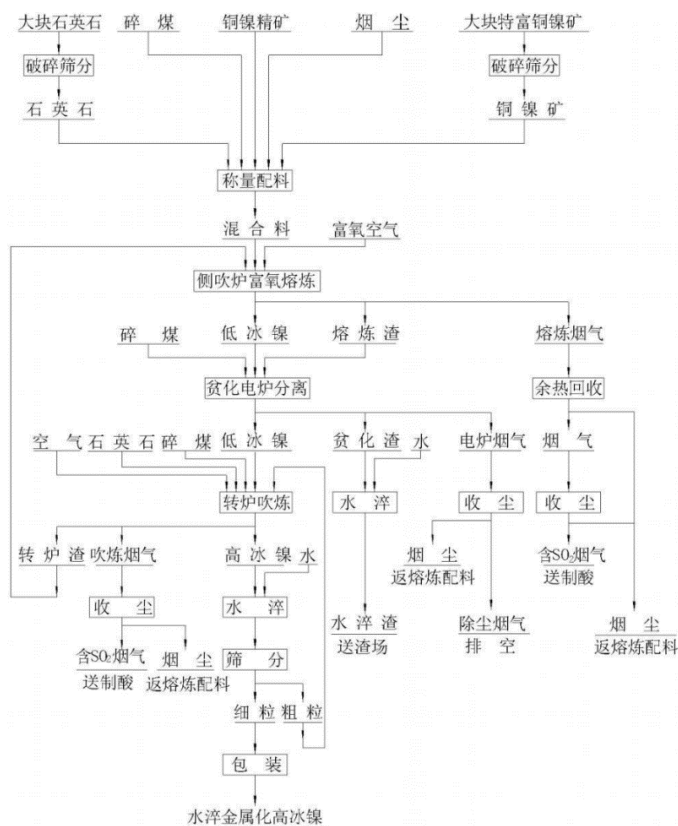 大块石英石 碎煤 铜镍精矿 烟尘 大块特富铜镍矿
破碎筛分 破碎筛分
石英石 铜镍矿
称量配料
混合料 富氧空气
侧吹炉富氧熔炼
碎煤 低冰镍 熔炼渣 熔炼烟气
贫化电炉分离 余热回收
空气 石英石 碎煤 低冰镍 贫化渣 水 电炉烟气 烟气
转炉吹炼 水淬 收尘 收尘
转炉渣 吹炼烟气 高冰镍 水 烟尘 含SO₂烟气
返熔炼配料 送制酸
收尘 水淬 水淬渣 除尘烟气 烟尘
送渣场 排空 返熔炼配料
含SO₂烟气 烟尘 筛分
送制酸 返熔炼配料
细粒 粗粒
包装
水淬金属化高冰镍